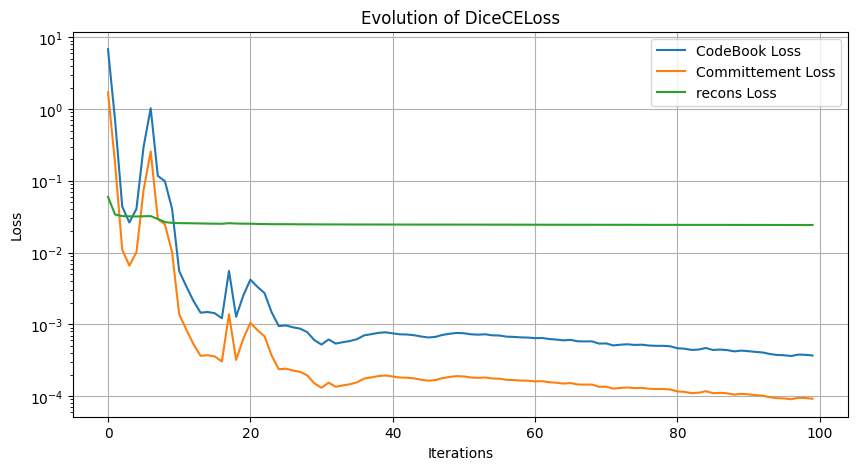 Evolution of DiceCELoss
CodeBook Loss
Committement Loss
recons Loss
Loss
10^1
10^0
10^-1
10^-2
10^-3
10^-4
0 20 40 60 80 100
Iterations